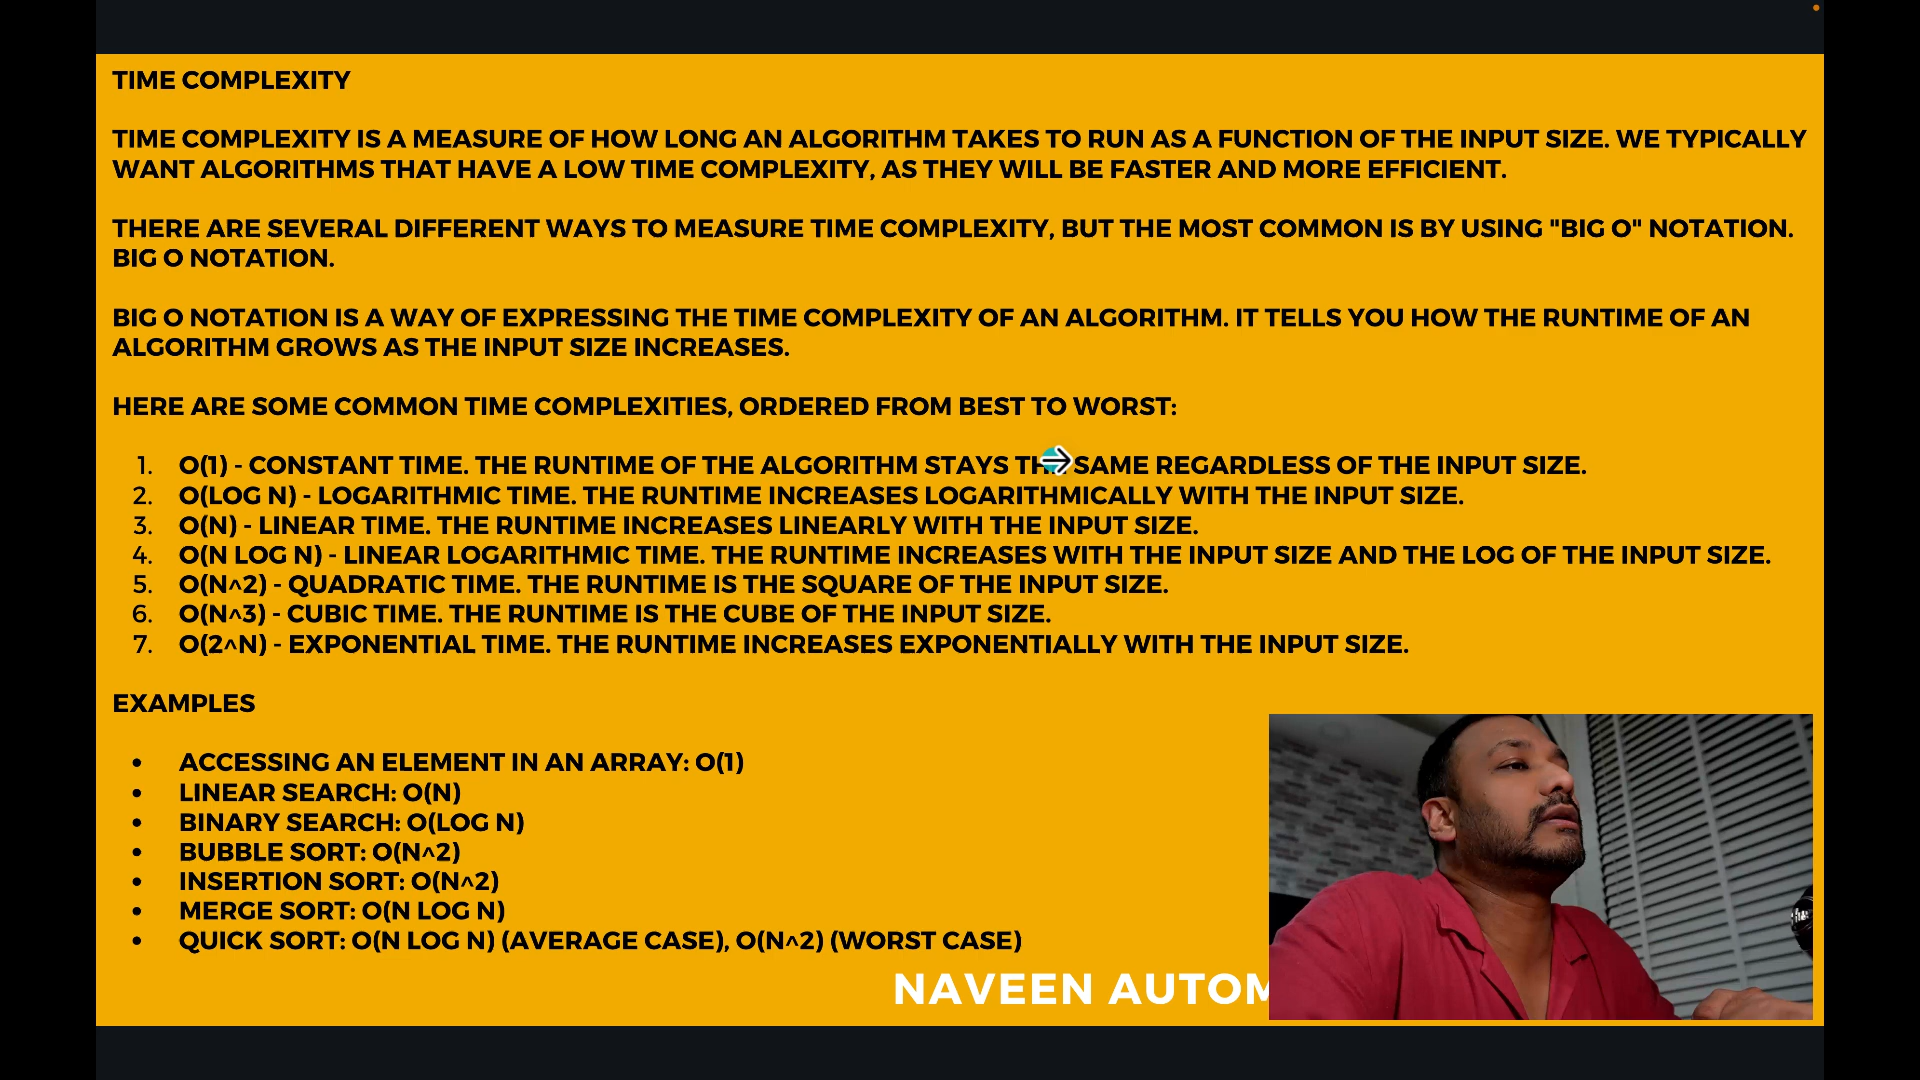 TIME COMPLEXITY
TIME COMPLEXITY IS A MEASURE OF HOW LONG AN ALGORITHM TAKES TO RUN AS A FUNCTION OF THE INPUT SIZE. WE TYPICALLY
WANT ALGORITHMS THAT HAVE A LOW TIME COMPLEXITY, AS THEY WILL BE FASTER AND MORE EFFICIENT.
THERE ARE SEVERAL DIFFERENT WAYS TO MEASURE TIME COMPLEXITY, BUT THE MOST COMMON IS BY USING "BIG O" NOTATION.
BIG O NOTATION.
BIG O NOTATION IS A WAY OF EXPRESSING THE TIME COMPLEXITY OF AN ALGORITHM. IT TELLS YOU HOW THE RUNTIME OF AN
ALGORITHM GROWS AS THE INPUT SIZE INCREASES.
HERE ARE SOME COMMON TIME COMPLEXITIES, ORDERED FROM BEST TO WORST:
1. O(1) - CONSTANT TIME. THE RUNTIME OF THE ALGORITHM STAYS THE SAME REGARDLESS OF THE INPUT SIZE.
2. O(LOG N) - LOGARITHMIC TIME. THE RUNTIME INCREASES LOGARITHMICALLY WITH THE INPUT SIZE.
3. O(N) - LINEAR TIME. THE RUNTIME INCREASES LINEARLY WITH THE INPUT SIZE.
4. O(N LOG N) - LINEAR LOGARITHMIC TIME. THE RUNTIME INCREASES WITH THE INPUT SIZE AND THE LOG OF THE INPUT SIZE.
5. O(N^2) - QUADRATIC TIME. THE RUNTIME IS THE SQUARE OF THE INPUT SIZE.
6. O(N^3) - CUBIC TIME. THE RUNTIME IS THE CUBE OF THE INPUT SIZE.
7. O(2^N) - EXPONENTIAL TIME. THE RUNTIME INCREASES EXPONENTIALLY WITH THE INPUT SIZE.
EXAMPLES
• ACCESSING AN ELEMENT IN AN ARRAY: O(1)
• LINEAR SEARCH: O(N)
• BINARY SEARCH: O(LOG N)
• BUBBLE SORT: O(N^2)
• INSERTION SORT: O(N^2)
• MERGE SORT: O(N LOG N)
• QUICK SORT: O(N LOG N) (AVERAGE CASE), O(N^2) (WORST CASE)
NAVEEN AUTOM